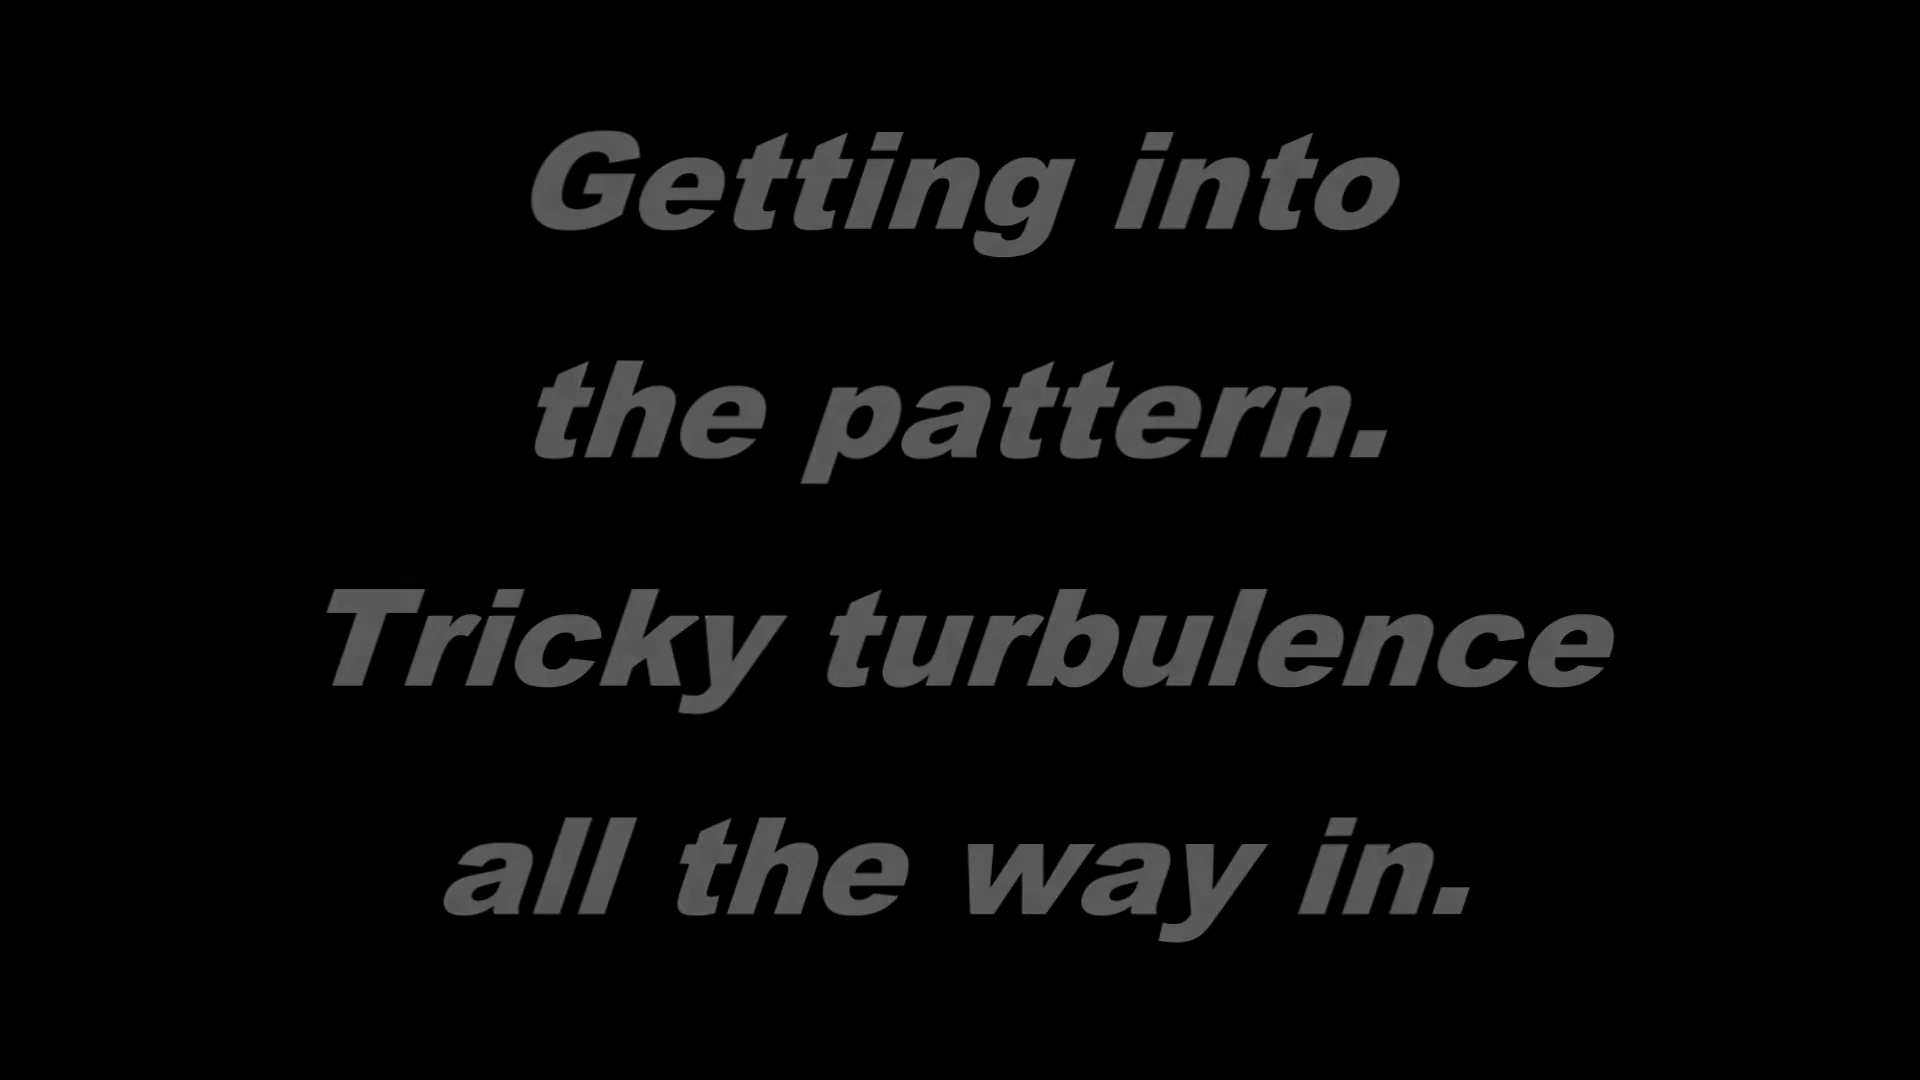 Getting into
the pattern.
Tricky turbulence
all the way in.